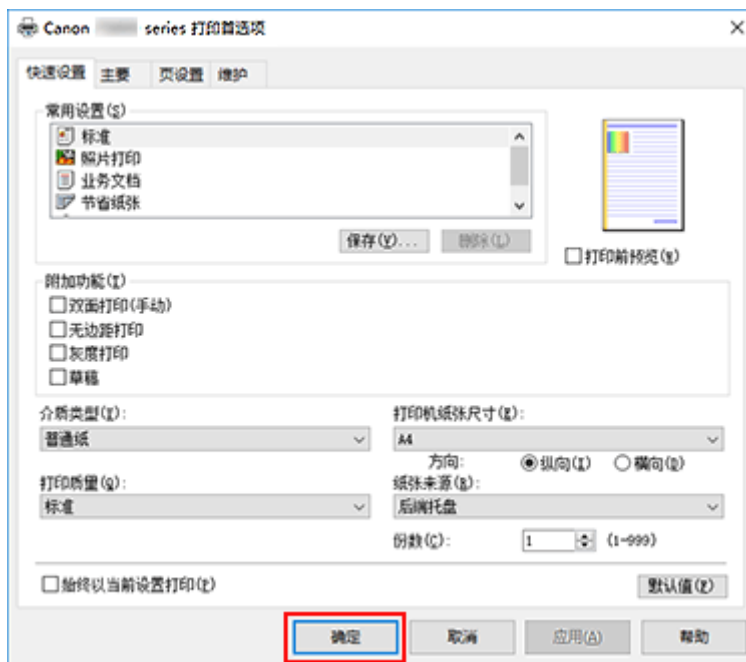 Canon series 打印首选项
快速设置 主要 页设置 维护
常用设置(S)
标准
照片打印
业务文档
节省纸张
保存(V)... 删除(L)
打印前预览(W)
附加功能(T)
双面打印(手动)
无边距打印
灰度打印
草稿
介质类型(Y): 打印机纸张尺寸(E):
普通纸 A4
方向: 纵向(I) 横向(D)
打印质量(Q): 纸张来源(B):
标准 后端托盘
份数(C): 1 (1-999)
始终以当前设置打印(P)
默认值(Z)
确定 取消 应用(A) 帮助